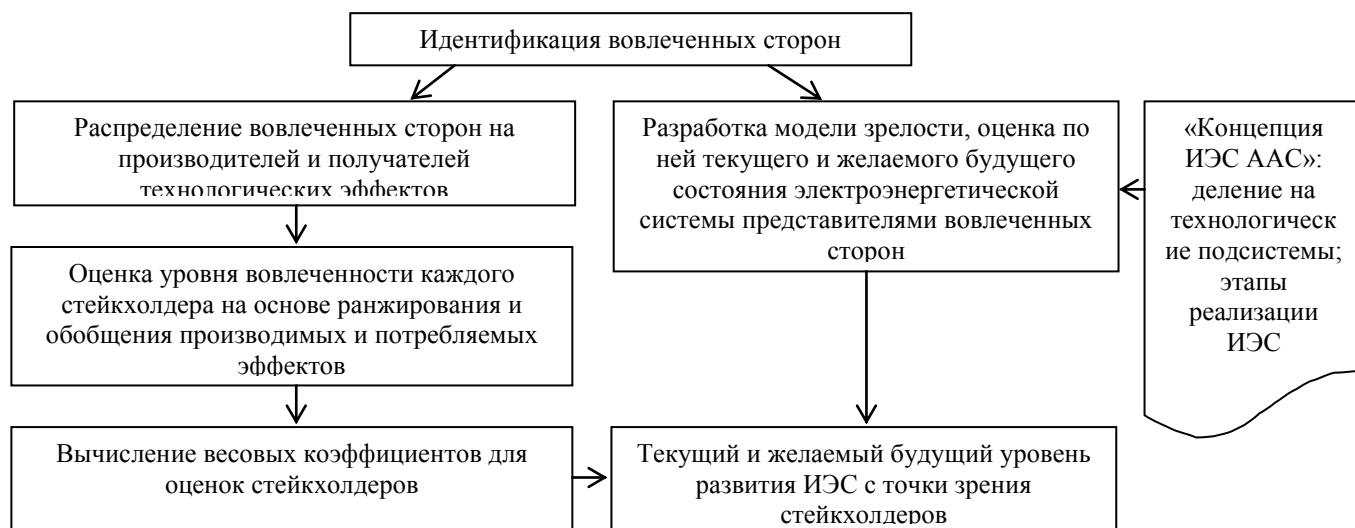 Идентификация вовлеченных сторон
Распределение вовлеченных сторон на
производителей и получателей
технологических эффектов
Разработка модели зрелости, оценка по
ней текущего и желаемого будущего
состояния электроэнергетической
системы представителями вовлеченных
сторон
«Концепция
ИЭС ААС»:
деление на
технологическ
ие подсистемы;
этапы
реализации
ИЭС
Оценка уровня вовлеченности каждого
стейкхолдера на основе ранжирования и
обобщения производимых и потребляемых
эффектов
Вычисление весовых коэффициентов для
оценок стейкхолдеров
Текущий и желаемый будущий уровень
развития ИЭС с точки зрения
стейкхолдеров